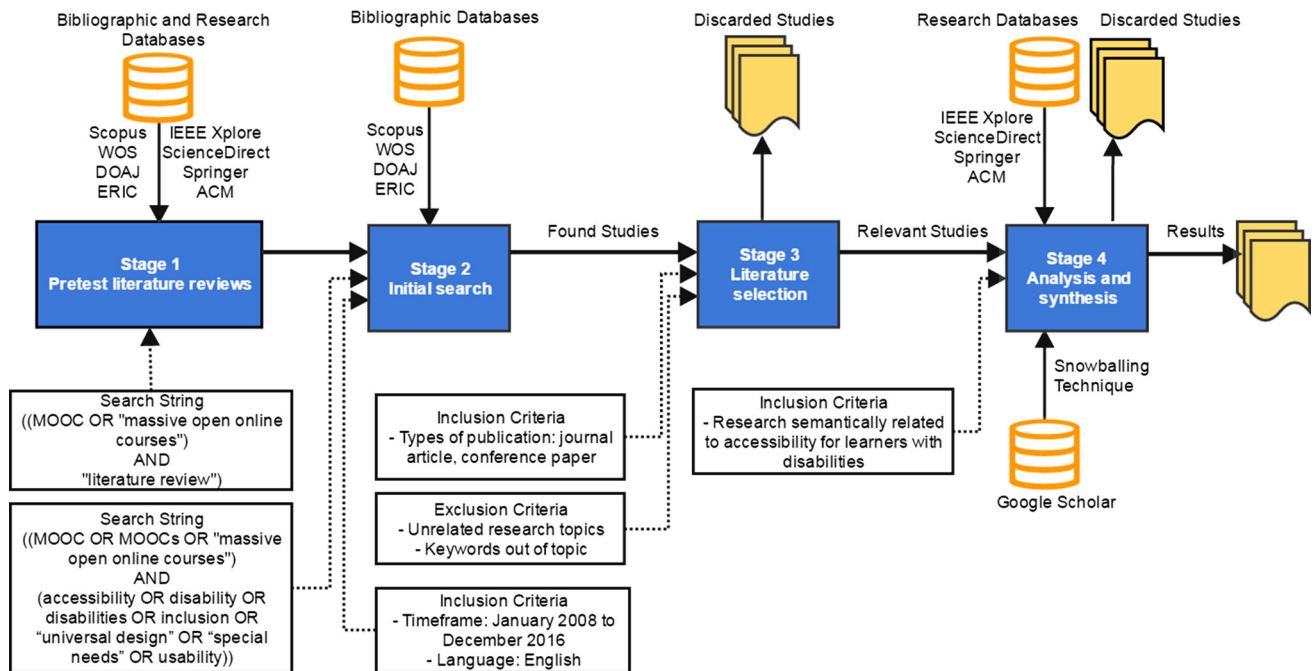 Bibliographic and Research
Databases
Scopus
WOS
DOAJ
ERIC
IEEE Xplore
ScienceDirect
Springer
ACM
Stage 1
Pretest literature reviews
Search String
((MOOC OR "massive open online
courses")
AND
"literature review")
Search String
((MOOC OR MOOCs OR "massive
open online courses")
AND
(accessibility OR disability OR
disabilities OR inclusion OR
“universal design” OR “special
needs” OR usability))
Bibliographic Databases
Scopus
WOS
DOAJ
ERIC
Stage 2
Initial search
Found Studies
Inclusion Criteria
- Types of publication: journal
article, conference paper
Exclusion Criteria
- Unrelated research topics
- Keywords out of topic
Inclusion Criteria
- Timeframe: January 2008 to
December 2016
- Language: English
Discarded Studies
Stage 3
Literature
selection
Relevant Studies
Inclusion Criteria
- Research semantically related
to accessibility for learners with
disabilities
Research Databases
IEEE Xplore
ScienceDirect
Springer
ACM
Discarded Studies
Stage 4
Analysis and
synthesis
Results
Snowballing
Technique
Google Scholar